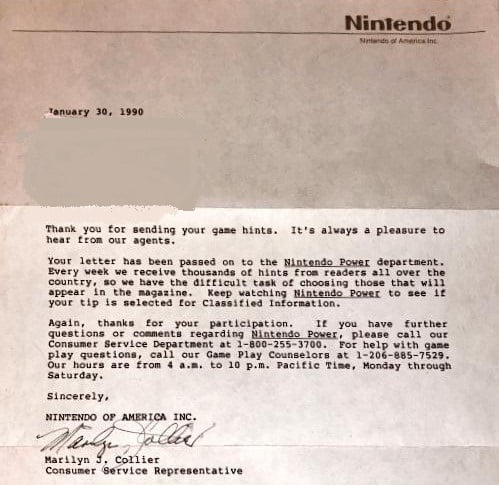 Nintendo
Nintendo of America Inc.
January 30, 1990
Thank you for sending your game hints. It's always a pleasure to
hear from our agents.
Your letter has been passed on to the Nintendo Power department.
Every week we receive thousands of hints from readers all over the
country, so we have the difficult task of choosing those that will
appear in the magazine. Keep watching Nintendo Power to see if
your tip is selected for Classified Information.
Again, thanks for your participation. If you have further
questions or comments regarding Nintendo Power, please call our
Consumer Service Department at 1-800-255-3700. For help with game
play questions, call our Game Play Counselors at 1-206-885-7529.
Our hours are from 4 a.m. to 10 p.m. Pacific Time, Monday through
Saturday.
Sincerely,
NINTENDO OF AMERICA INC.
Marilyn J. Collier
Marilyn J. Collier
Consumer Service Representative